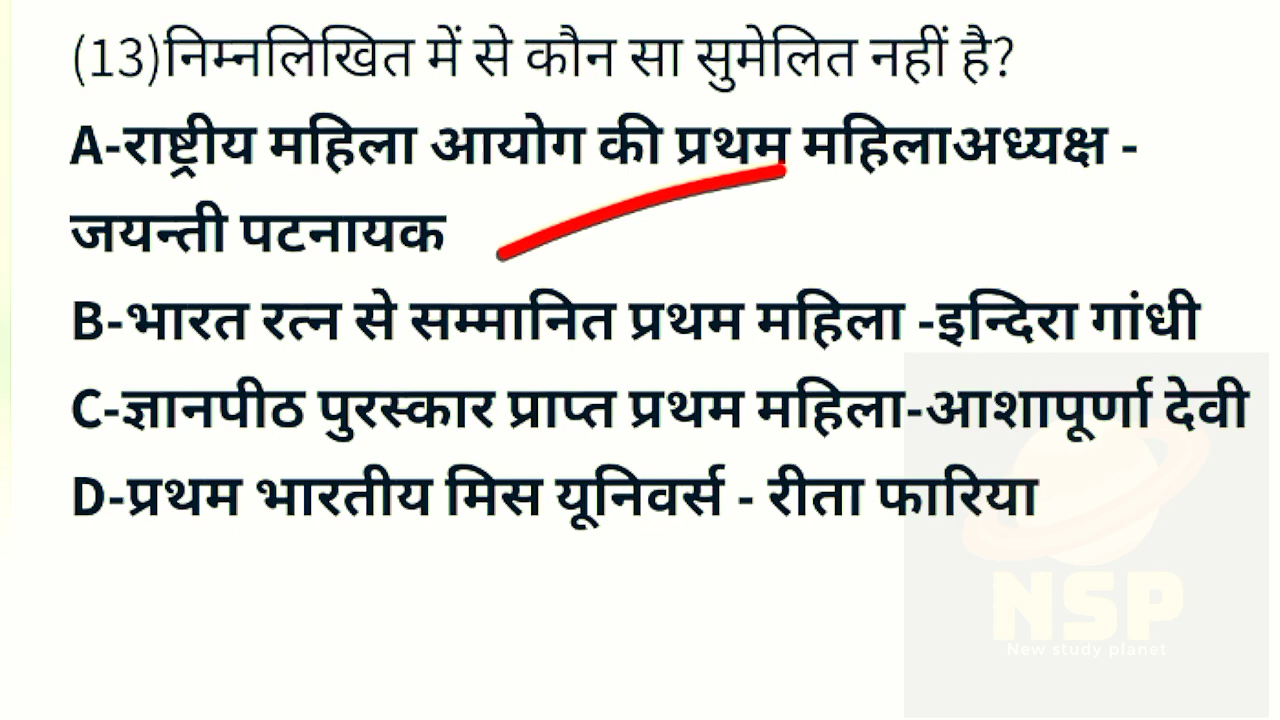 (13)निम्नलिखित में से कौन सा सुमेलित नहीं है?
A-राष्ट्रीय महिला आयोग की प्रथम महिलाअध्यक्ष -
जयन्ती पटनायक
B-भारत रत्न से सम्मानित प्रथम महिला -इन्दिरा गांधी
C-ज्ञानपीठ पुरस्कार प्राप्त प्रथम महिला-आशापूर्णा देवी
D-प्रथम भारतीय मिस यूनिवर्स - रीता फारिया
NSP
New study planet